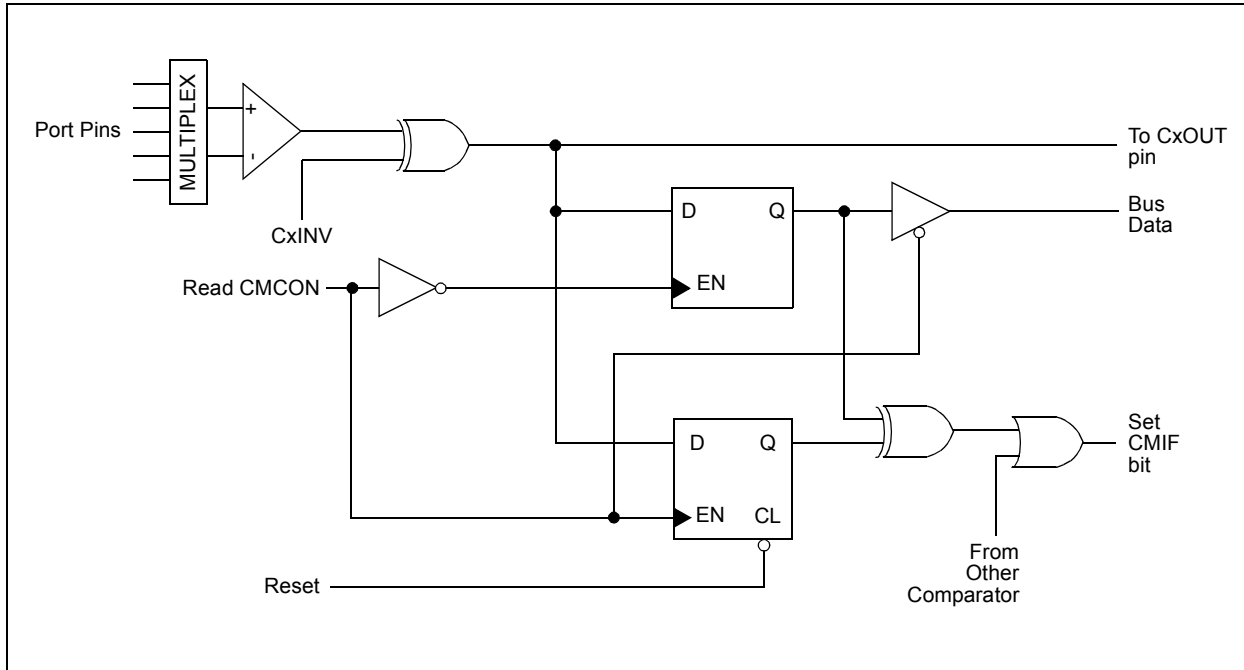 MULTIPLEX
+
-
Port Pins
CxINV
To CxOUT
pin
D
Q
EN
Bus
Data
Read CMCON
D
Q
EN
CL
Set
CMIF
bit
From
Other
Comparator
Reset